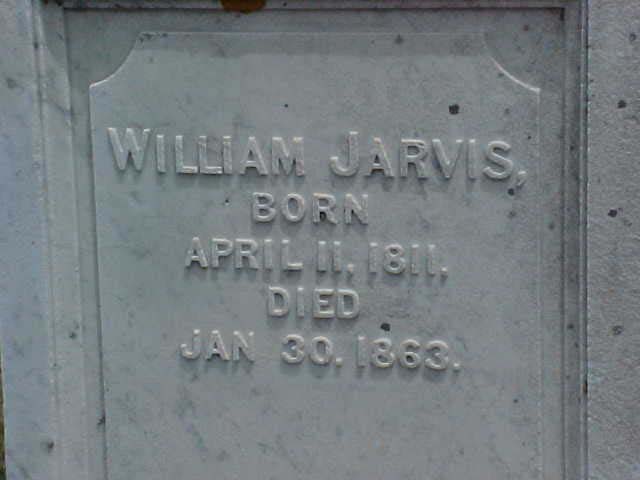 WILLIAM JARVIS,
BORN
APRIL 11, 1811.
DIED
JAN 30. 1863.